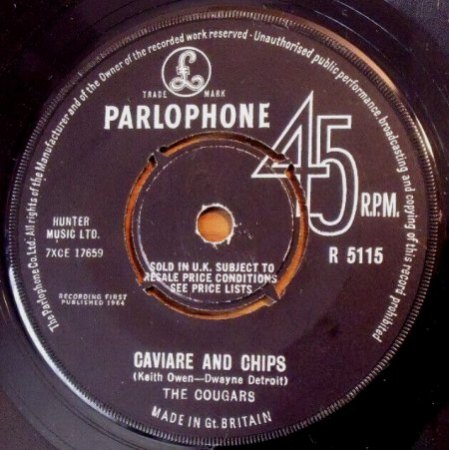 The Parlophone Co. Ltd. All rights of the Manufacturer and of the Owner of the recorded work reserved - Unauthorised public performance, broadcasting and copying of this record prohibited
£
TRADE MARK
PARLOPHONE
45
R.P.M.
HUNTER
MUSIC LTD.
7XCE 17659
R 5115
SOLD IN U.K. SUBJECT TO
RESALE PRICE CONDITIONS
SEE PRICE LISTS
RECORDING FIRST
PUBLISHED 1964
CAVIARE AND CHIPS
(Keith Owen—Dwayne Detroit)
THE COUGARS
MADE IN Gt. BRITAIN